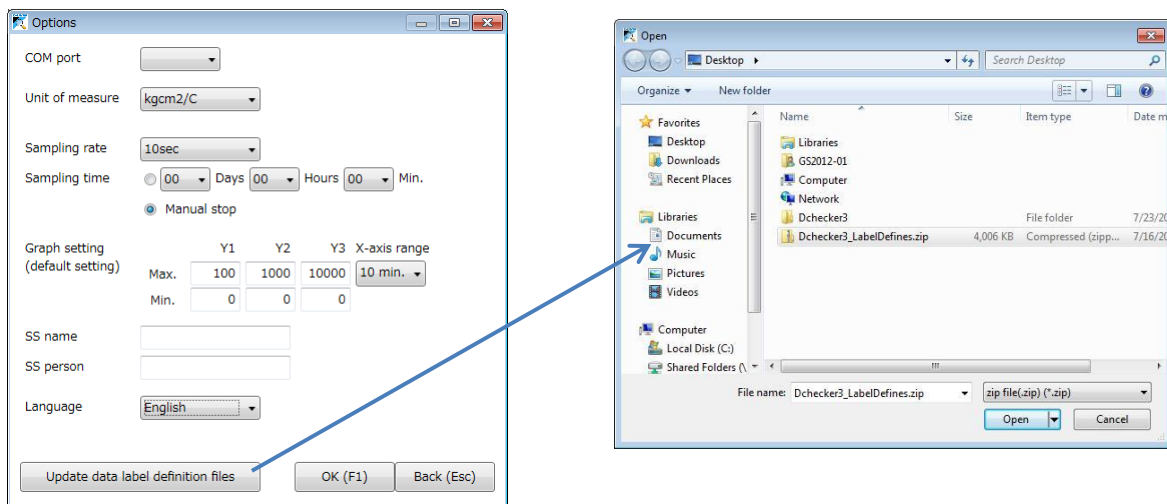 Options
COM port
Unit of measure kgcm2/C
Sampling rate 10sec
Sampling time 00 Days 00 Hours 00 Min.
Manual stop
Graph setting
(default setting)
Y1 Y2 Y3 X-axis range
Max. 100 1000 10000 10 min.
Min. 0 0 0
SS name
SS person
Language English
Update data label definition files OK (F1) Back (Esc)
Open
Desktop Search Desktop
Organize New folder
Favorites
Desktop
Downloads
Recent Places
Libraries
Documents
Music
Pictures
Videos
Computer
Local Disk (C:)
Shared Folders (\
Name Size Item type Date m
Libraries
GS2012-01
Computer
Network
Dchecker3 File folder 7/23/20
Dchecker3_LabelDefines.zip 4,006 KB Compressed (zipp... 7/16/20
File name: Dchecker3_LabelDefines.zip zip file(.zip) (*.zip)
Open Cancel